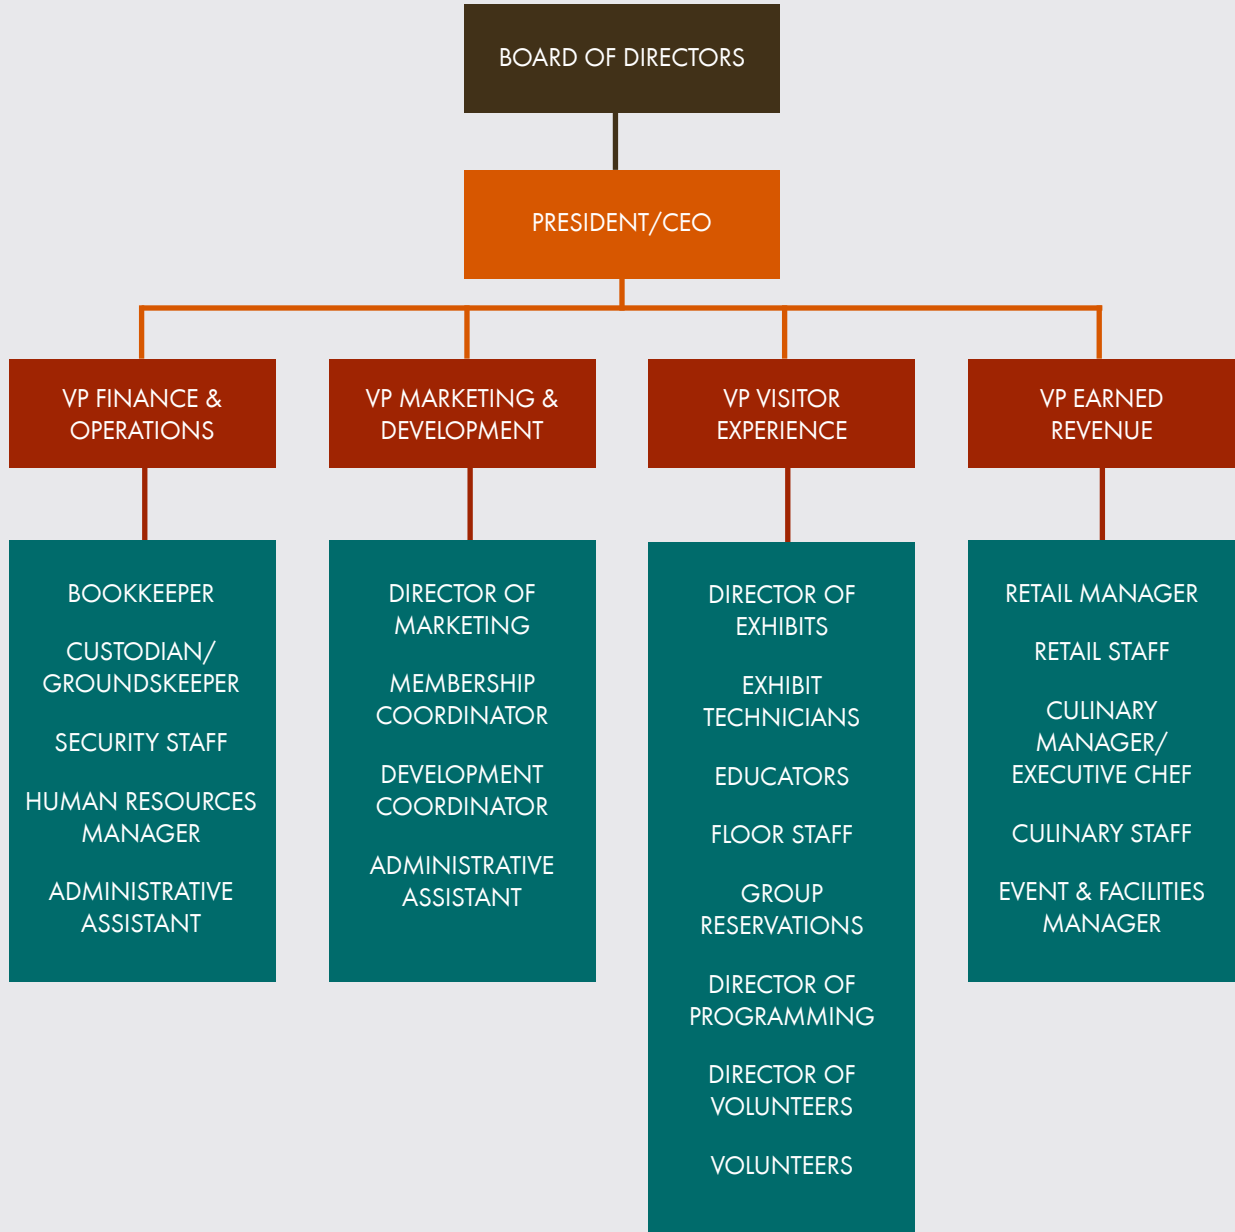 BOARD OF DIRECTORS
PRESIDENT/CEO
VP FINANCE &
OPERATIONS
VP MARKETING &
DEVELOPMENT
VP VISITOR
EXPERIENCE
VP EARNED
REVENUE
BOOKKEEPER
CUSTODIAN/
GROUNDSKEEPER
SECURITY STAFF
HUMAN RESOURCES
MANAGER
ADMINISTRATIVE
ASSISTANT
DIRECTOR OF
MARKETING
MEMBERSHIP
COORDINATOR
DEVELOPMENT
COORDINATOR
ADMINISTRATIVE
ASSISTANT
DIRECTOR OF
EXHIBITS
EXHIBIT
TECHNICIANS
EDUCATORS
FLOOR STAFF
GROUP
RESERVATIONS
DIRECTOR OF
PROGRAMMING
DIRECTOR OF
VOLUNTEERS
VOLUNTEERS
RETAIL MANAGER
RETAIL STAFF
CULINARY
MANAGER/
EXECUTIVE CHEF
CULINARY STAFF
EVENT & FACILITIES
MANAGER